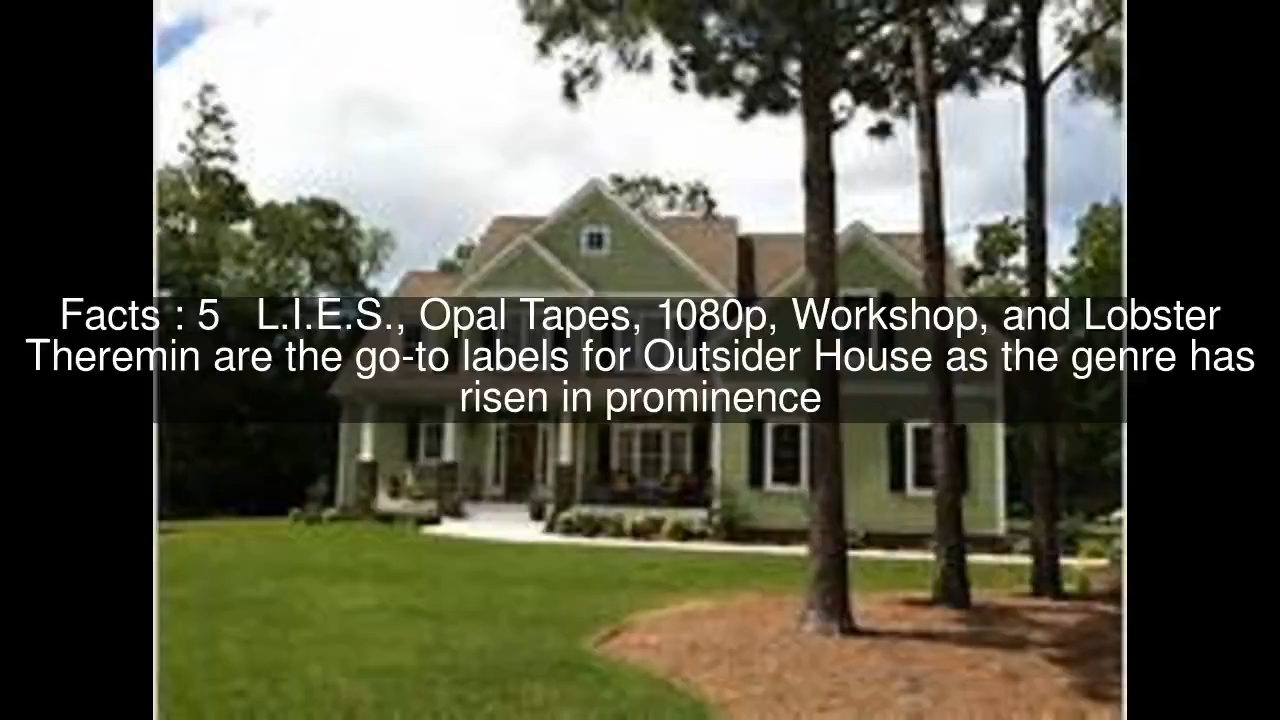 Facts : 5 L.I.E.S., Opal Tapes, 1080p, Workshop, and Lobster
Theremin are the go-to labels for Outsider House as the genre has
risen in prominence